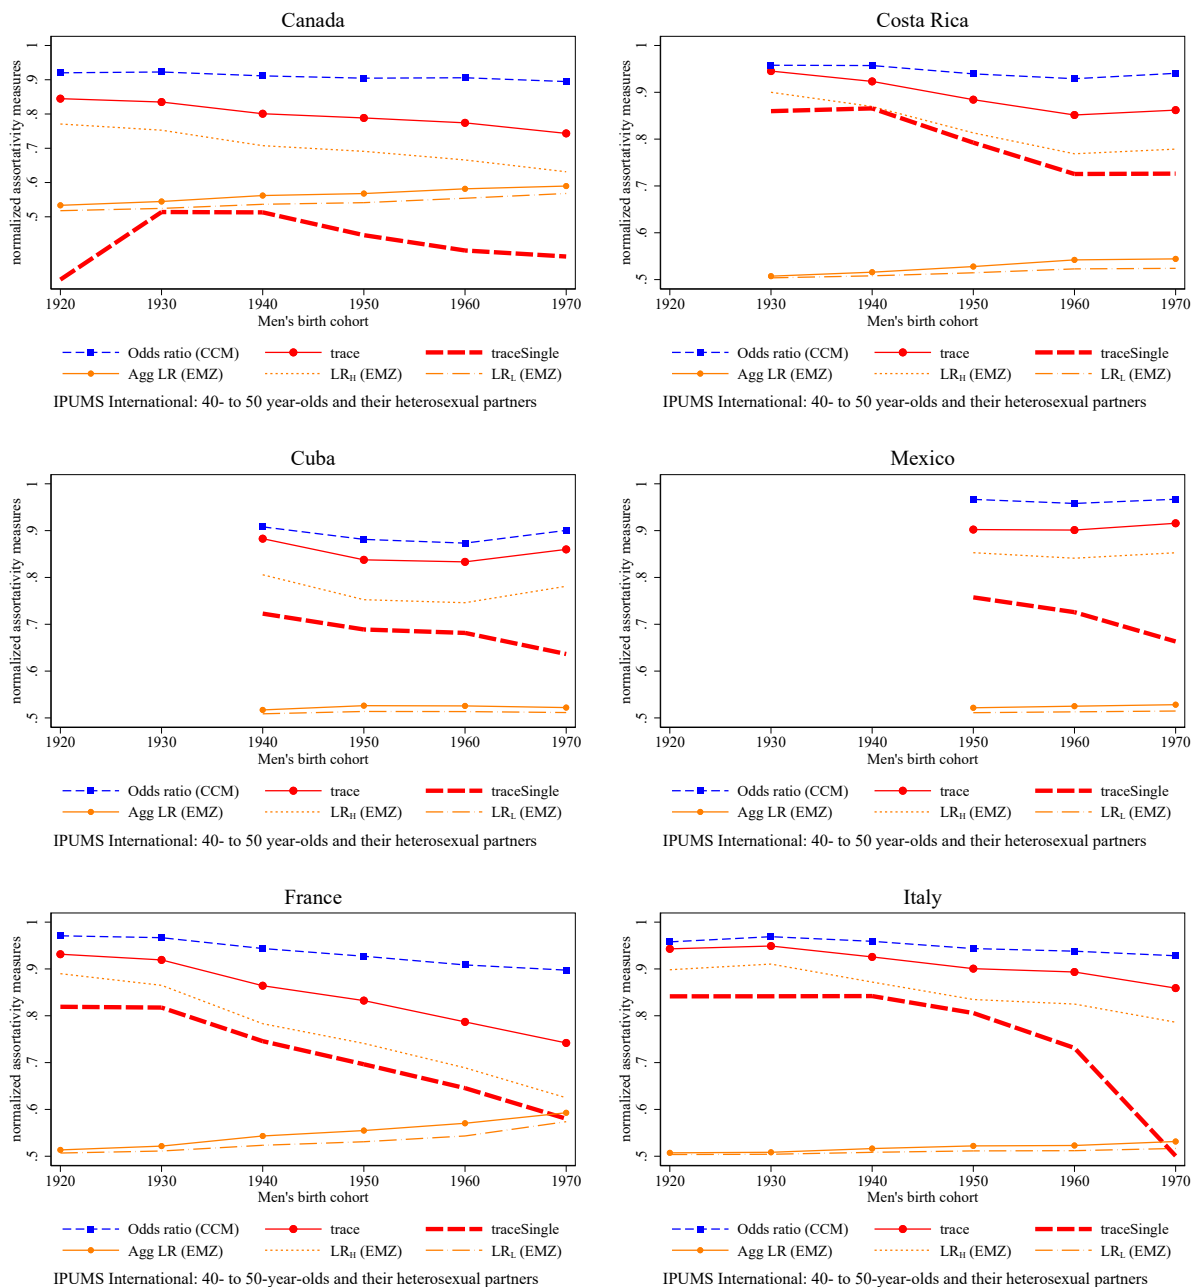 Canada
normalized assortativity measures
1
.9
.8
.7
.6
.5
1920 1930 1940 1950 1960 1970
Men's birth cohort
Odds ratio (CCM) trace traceSingle
Agg LR (EMZ) LR_H (EMZ) LR_L (EMZ)
IPUMS International: 40- to 50 year-olds and their heterosexual partners
Costa Rica
normalized assortativity measures
1
.9
.8
.7
.6
.5
1920 1930 1940 1950 1960 1970
Men's birth cohort
Odds ratio (CCM) trace traceSingle
Agg LR (EMZ) LR_H (EMZ) LR_L (EMZ)
IPUMS International: 40- to 50 year-olds and their heterosexual partners
Cuba
normalized assortativity measures
1
.9
.8
.7
.6
.5
1920 1930 1940 1950 1960 1970
Men's birth cohort
Odds ratio (CCM) trace traceSingle
Agg LR (EMZ) LR_H (EMZ) LR_L (EMZ)
IPUMS International: 40- to 50 year-olds and their heterosexual partners
Mexico
normalized assortativity measures
1
.9
.8
.7
.6
.5
1920 1930 1940 1950 1960 1970
Men's birth cohort
Odds ratio (CCM) trace traceSingle
Agg LR (EMZ) LR_H (EMZ) LR_L (EMZ)
IPUMS International: 40- to 50 year-olds and their heterosexual partners
France
normalized assortativity measures
1
.9
.8
.7
.6
.5
1920 1930 1940 1950 1960 1970
Men's birth cohort
Odds ratio (CCM) trace traceSingle
Agg LR (EMZ) LR_H (EMZ) LR_L (EMZ)
IPUMS International: 40- to 50-year-olds and their heterosexual partners
Italy
normalized assortativity measures
1
.9
.8
.7
.6
.5
1920 1930 1940 1950 1960 1970
Men's birth cohort
Odds ratio (CCM) trace traceSingle
Agg LR (EMZ) LR_H (EMZ) LR_L (EMZ)
IPUMS International: 40- to 50-year-olds and their heterosexual partners